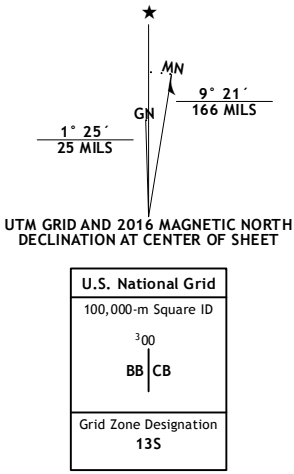 ★
MN
GN
9° 21´
166 MILS
1° 25´
25 MILS
UTM GRID AND 2016 MAGNETIC NORTH
DECLINATION AT CENTER OF SHEET
U.S. National Grid
100,000-m Square ID
³00
BB CB
Grid Zone Designation
13S